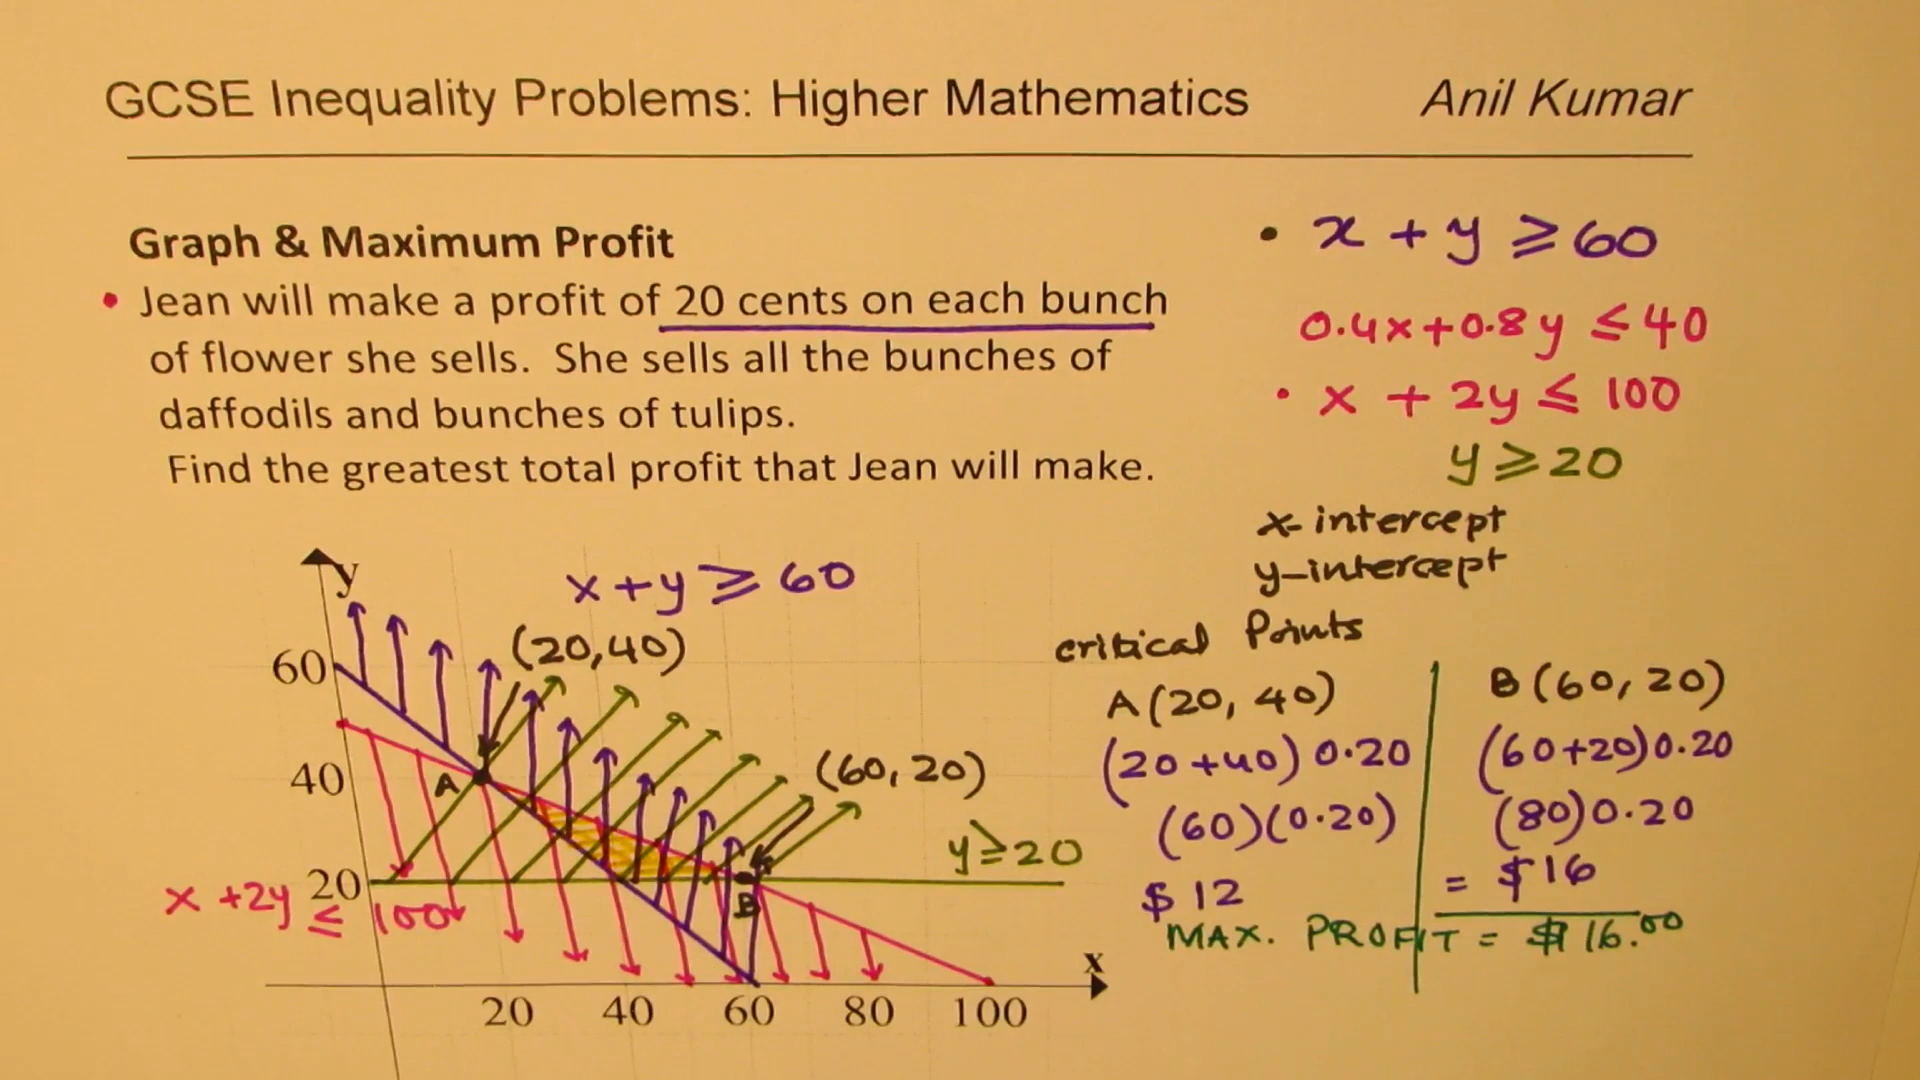 GCSE Inequality Problems: Higher Mathematics Anil Kumar
Graph & Maximum Profit
• Jean will make a profit of 20 cents on each bunch
of flower she sells. She sells all the bunches of
daffodils and bunches of tulips.
Find the greatest total profit that Jean will make.
• x + y ≥ 60
0.4x+0.8y ≤ 40
• x + 2y ≤ 100
y ≥ 20
x-intercept
y-intercept
critical Points
A(20, 40)
(20+40) 0.20
(60)(0.20)
$ 12
B(60, 20)
(60+20)0.20
(80)0.20
= $16
MAX. PROFIT = $16.00
y
x+y ≥ 60
(20,40)
60
40
A
(60,20)
y≥20
20
x +2y ≤ 100
B
x
20 40 60 80 100